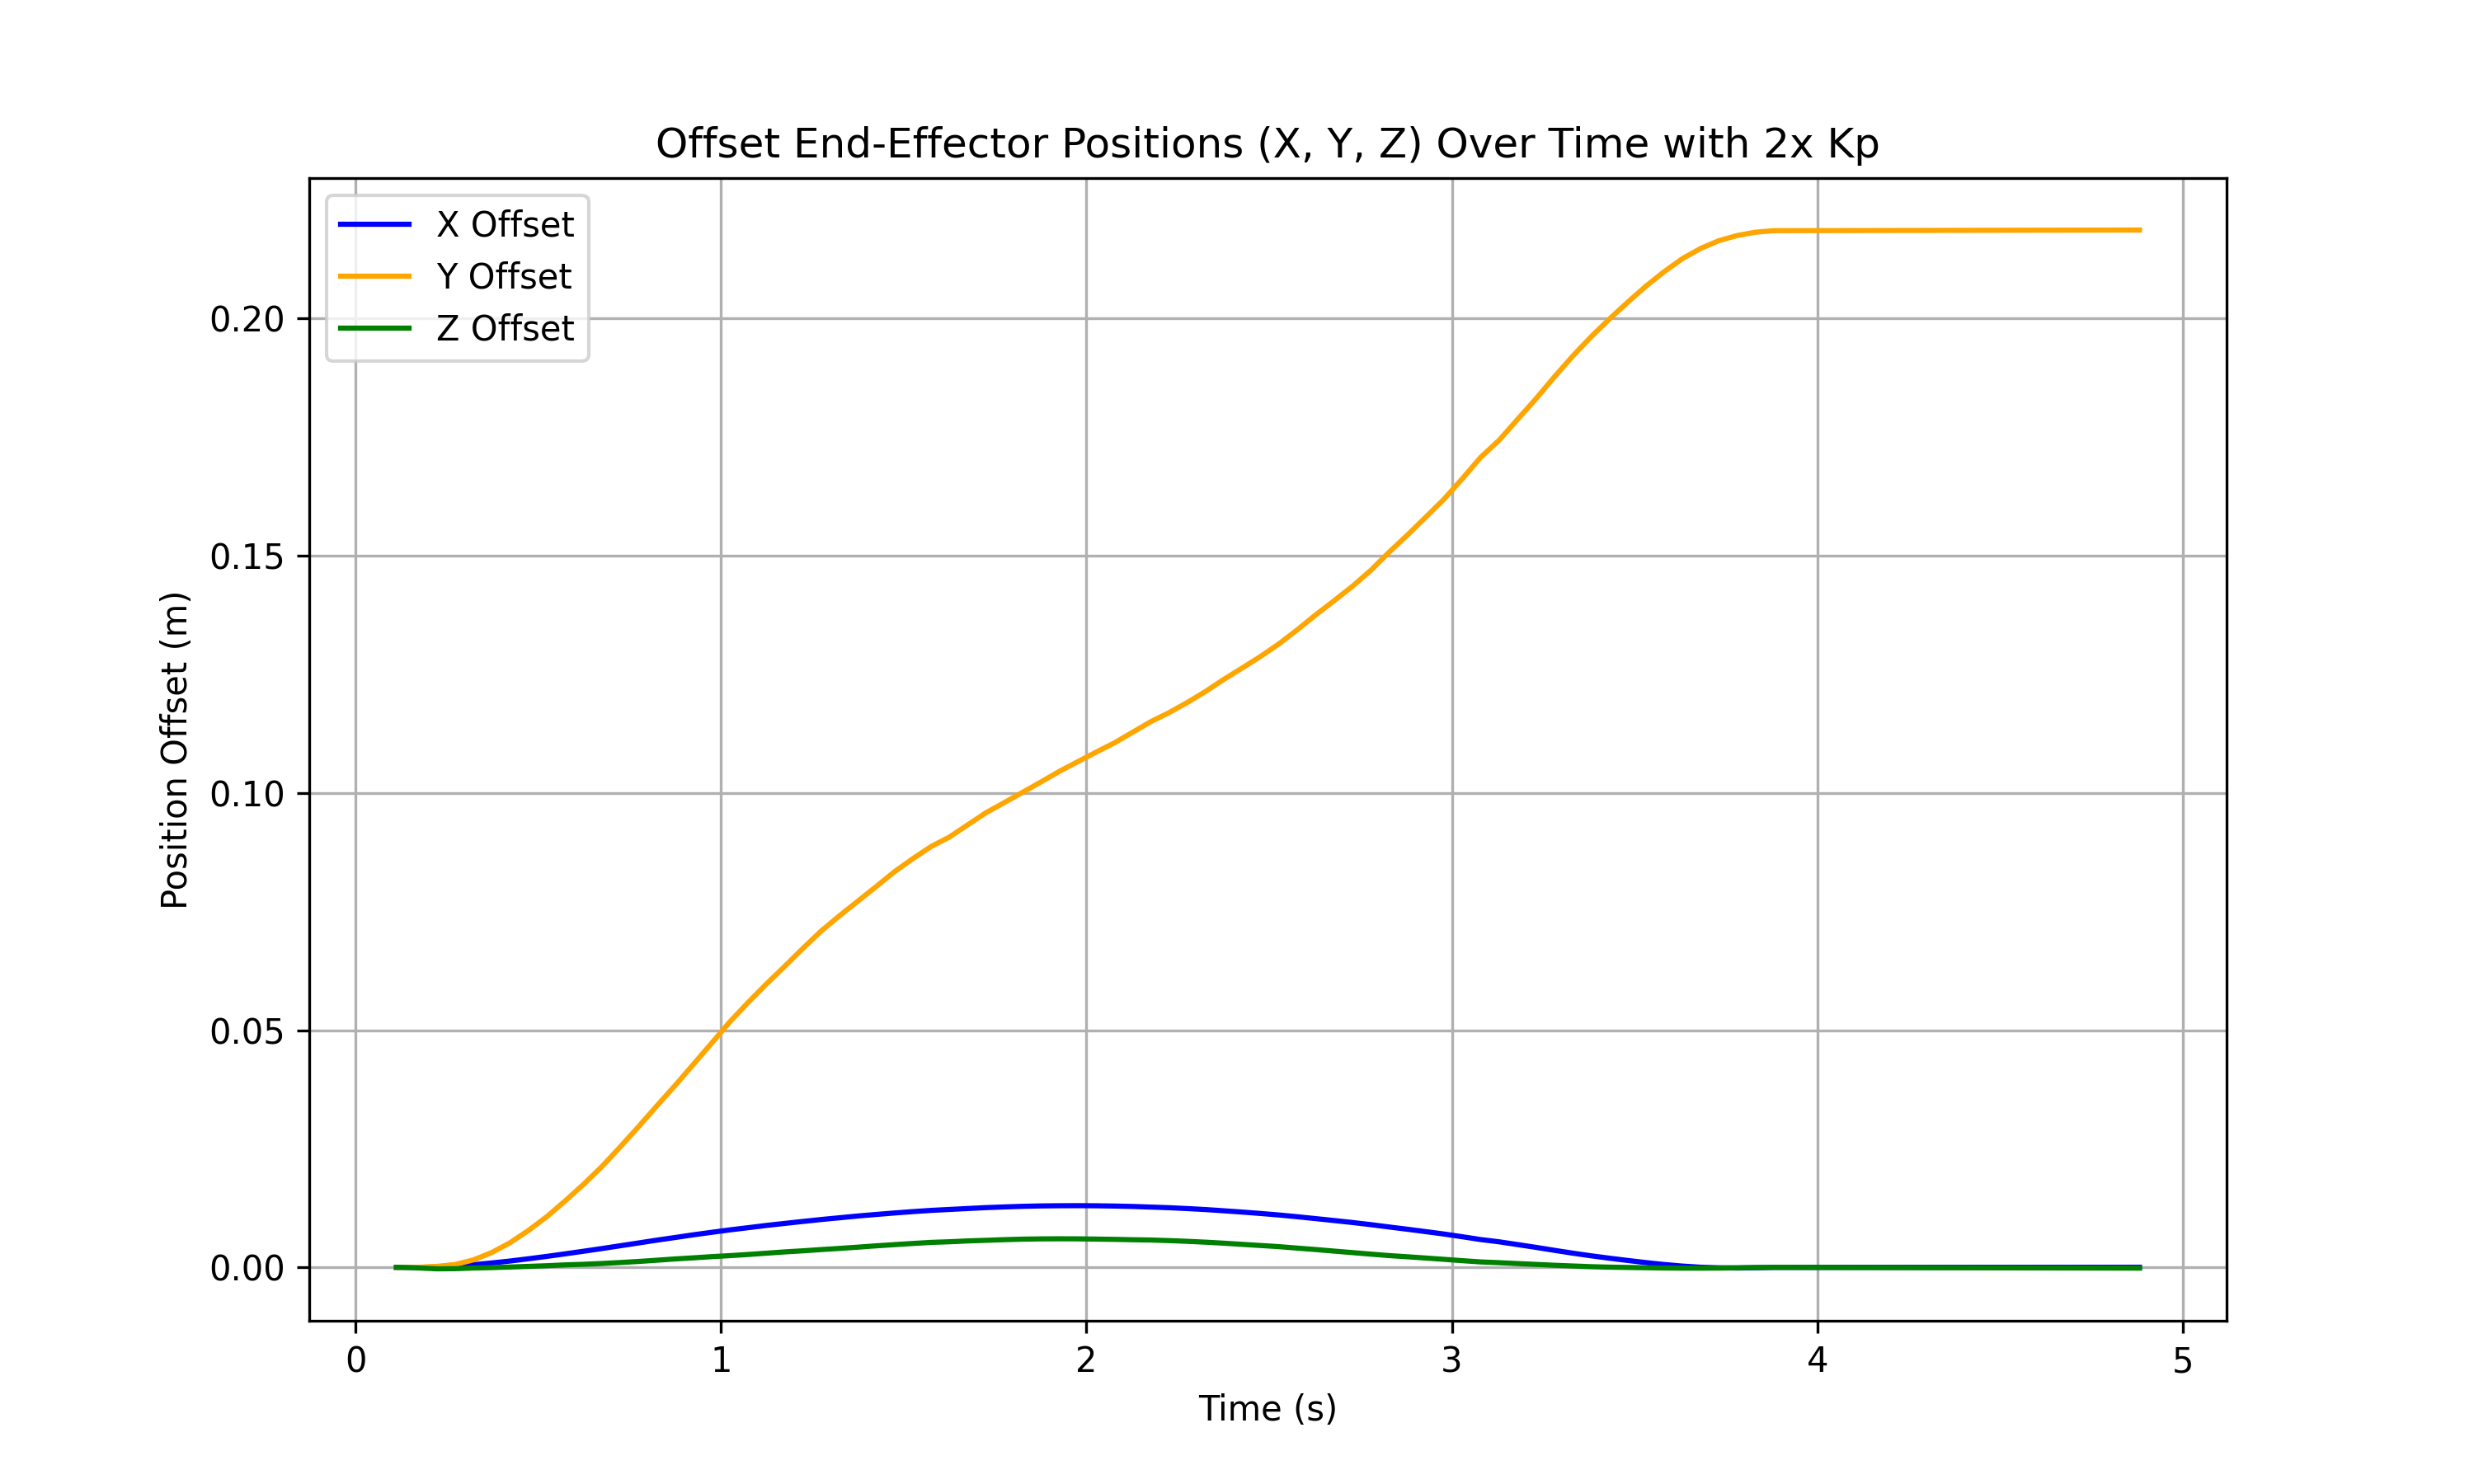 Offset End-Effector Positions (X, Y, Z) Over Time with 2x Kp
X Offset
Y Offset
Z Offset
Position Offset (m)
0.20
0.15
0.10
0.05
0.00
0 1 2 3 4 5
Time (s)